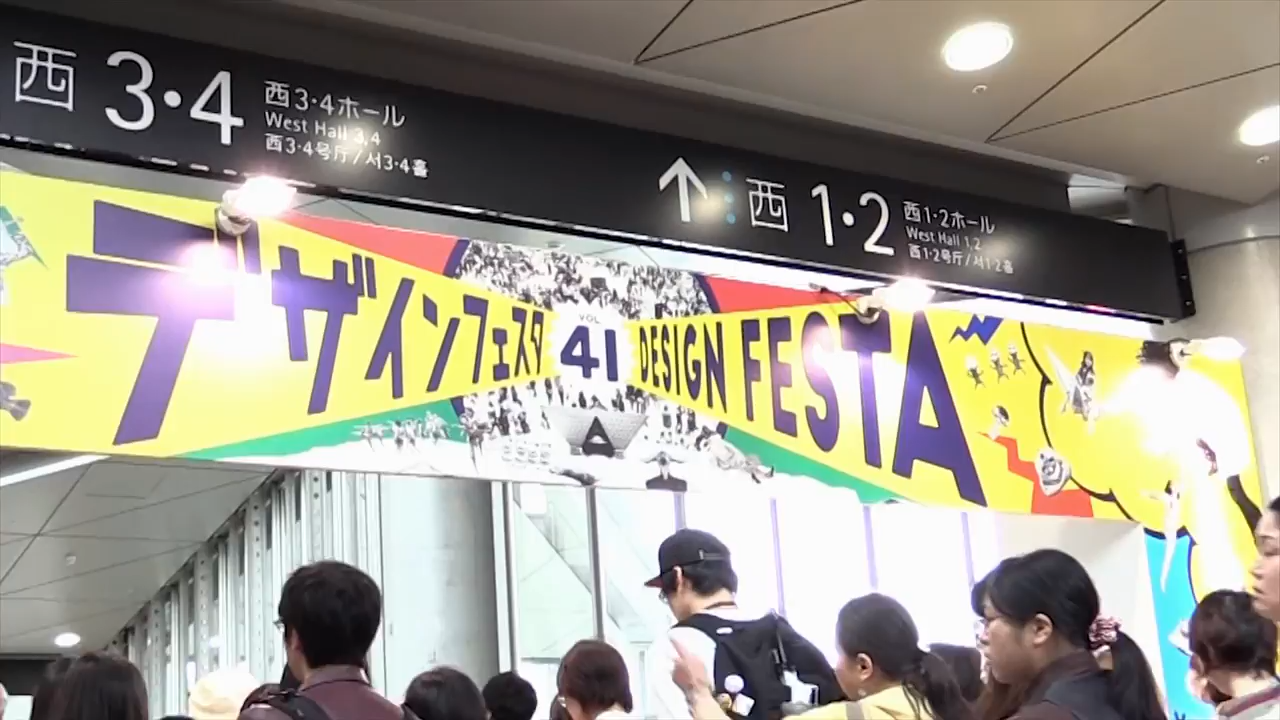 西 3・4
西3・4ホール
West Hall 3,4
西3・4号厅/서3・4홀
↑ 西 1・2
西1・2ホール
West Hall 1,2
西1・2号厅/서1・2홀
デザインフェスタ
VOL
41
DESIGN FESTA